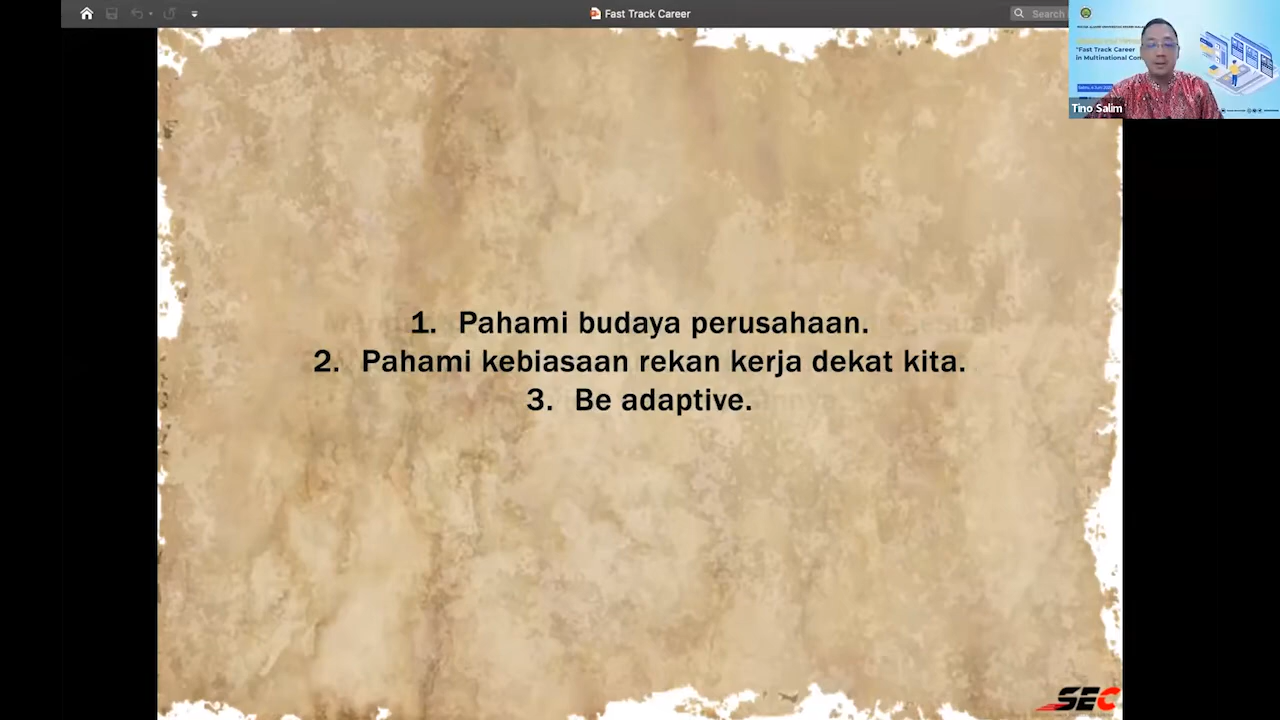 Fast Track Career
Search
"Fast Track Career
in Multinational Com
Tino Salim
1. Pahami budaya perusahaan.
2. Pahami kebiasaan rekan kerja dekat kita.
3. Be adaptive.
SEC